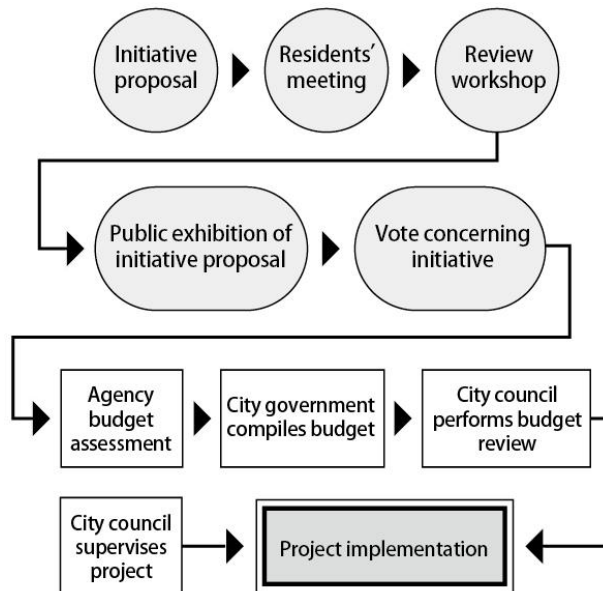 Initiative
proposal
Residents’
meeting
Review
workshop
Public exhibition of
initiative proposal
Vote concerning
initiative
Agency
budget
assessment
City government
compiles budget
City council
performs budget
review
City council
supervises
project
Project implementation